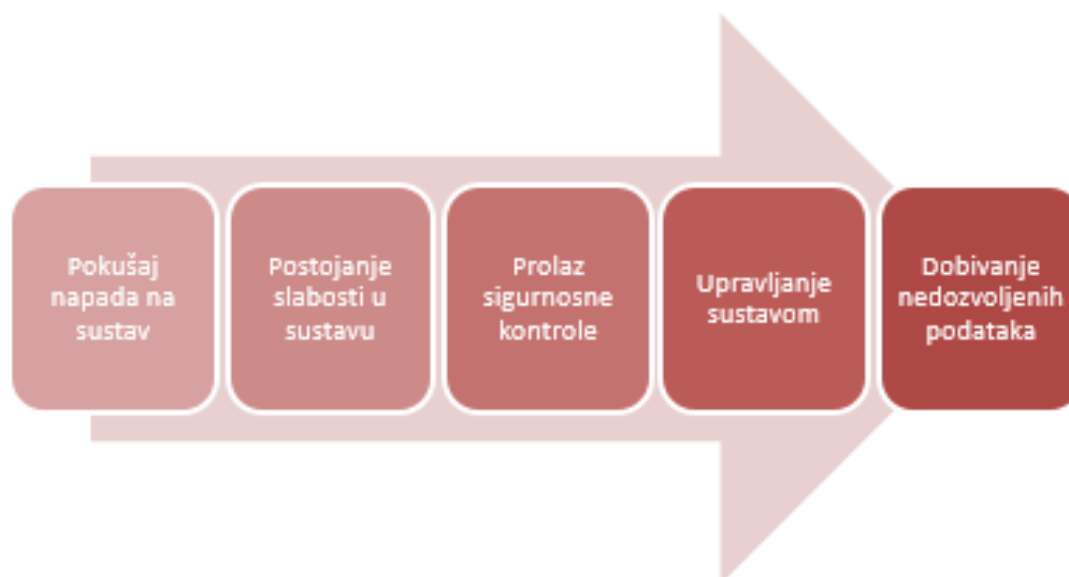 Pokušaj
napada na
sustav
Postojanje
slabosti u
sustavu
Prolaz
sigurnosne
kontrole
Upravljanje
sustavom
Dobivanje
nedozvoljenih
podataka